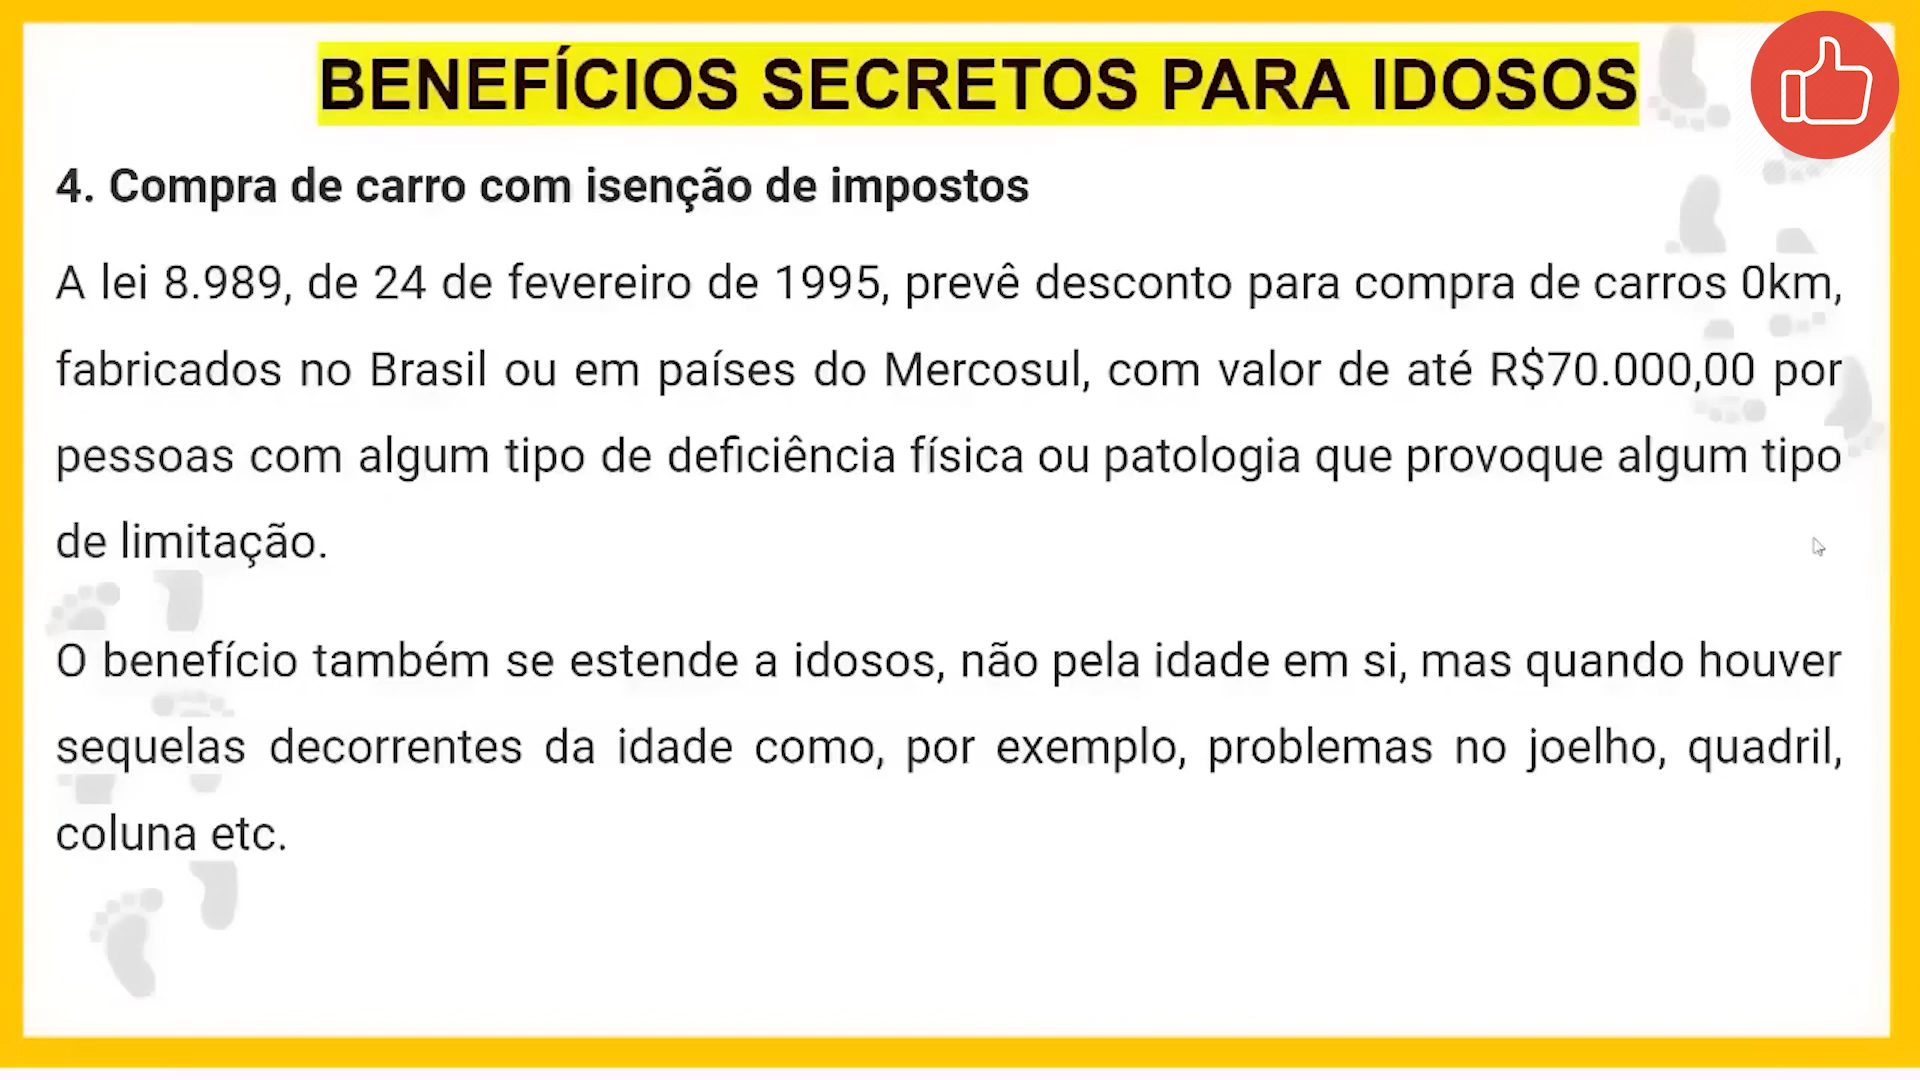 BENEFÍCIOS SECRETOS PARA IDOSOS
4. Compra de carro com isenção de impostos
A lei 8.989, de 24 de fevereiro de 1995, prevê desconto para compra de carros 0km,
fabricados no Brasil ou em países do Mercosul, com valor de até R$70.000,00 por
pessoas com algum tipo de deficiência física ou patologia que provoque algum tipo
de limitação.
O benefício também se estende a idosos, não pela idade em si, mas quando houver
sequelas decorrentes da idade como, por exemplo, problemas no joelho, quadril,
coluna etc.